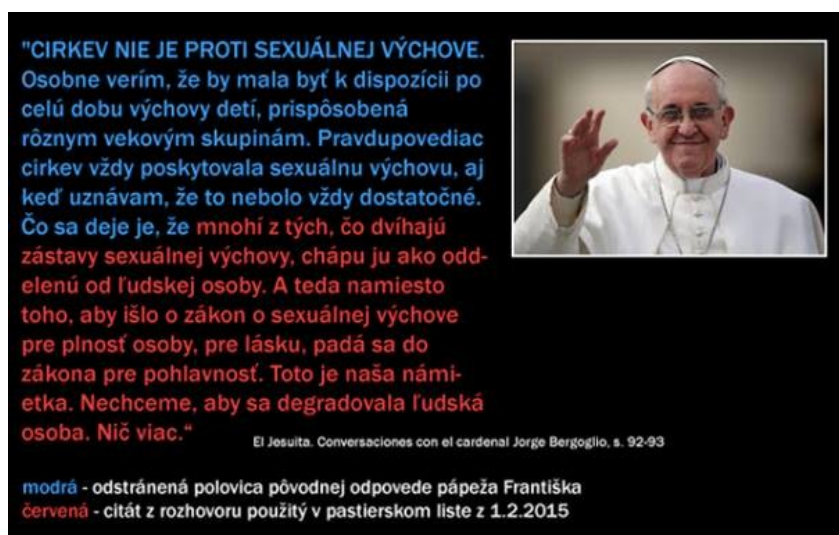 "CIRKEV NIE JE PROTI SEXUÁLNEJ VÝCHOVE.
Osobne verím, že by mala byť k dispozícii po
celú dobu výchovy detí, prispôsobená
rôznym vekovým skupinám. Pravdupovediac
cirkev vždy poskytovala sexuálnu výchovu, aj
keď uznávam, že to nebolo vždy dostatočné.
Čo sa deje je, že mnohí z tých, čo dvíhajú
zástavy sexuálnej výchovy, chápu ju ako odd-
elenú od ľudskej osoby. A teda namiesto
toho, aby išlo o zákon o sexuálnej výchove
pre plnosť osoby, pre lásku, padá sa do
zákona pre pohlavnosť. Toto je naša námi-
etka. Nechceme, aby sa degradovala ľudská
osoba. Nič viac.“
El Jesuita. Conversaciones con el cardenal Jorge Bergoglio, s. 92-93
modrá - odstránená polovica pôvodnej odpovede pápeža Františka
červená - citát z rozhovoru použitý v pastierskom liste z 1.2.2015